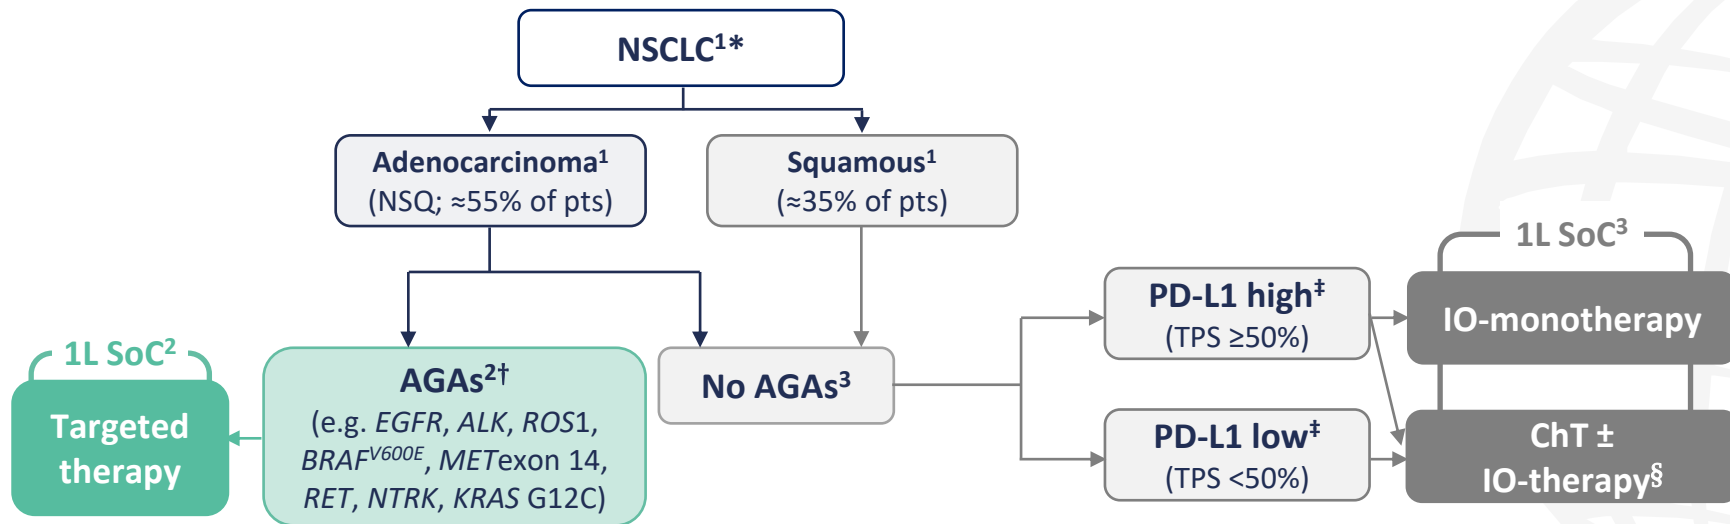 NSCLC¹*
Adenocarcinoma¹
(NSQ; ≈55% of pts)
Squamous¹
(≈35% of pts)
1L SoC²
Targeted
therapy
AGAs²†
(e.g. EGFR, ALK, ROS1,
BRAF^V600E, METexon 14,
RET, NTRK, KRAS G12C)
No AGAs³
PD-L1 high‡
(TPS ≥50%)
PD-L1 low‡
(TPS <50%)
1L SoC³
IO-monotherapy
ChT ±
IO-therapy§